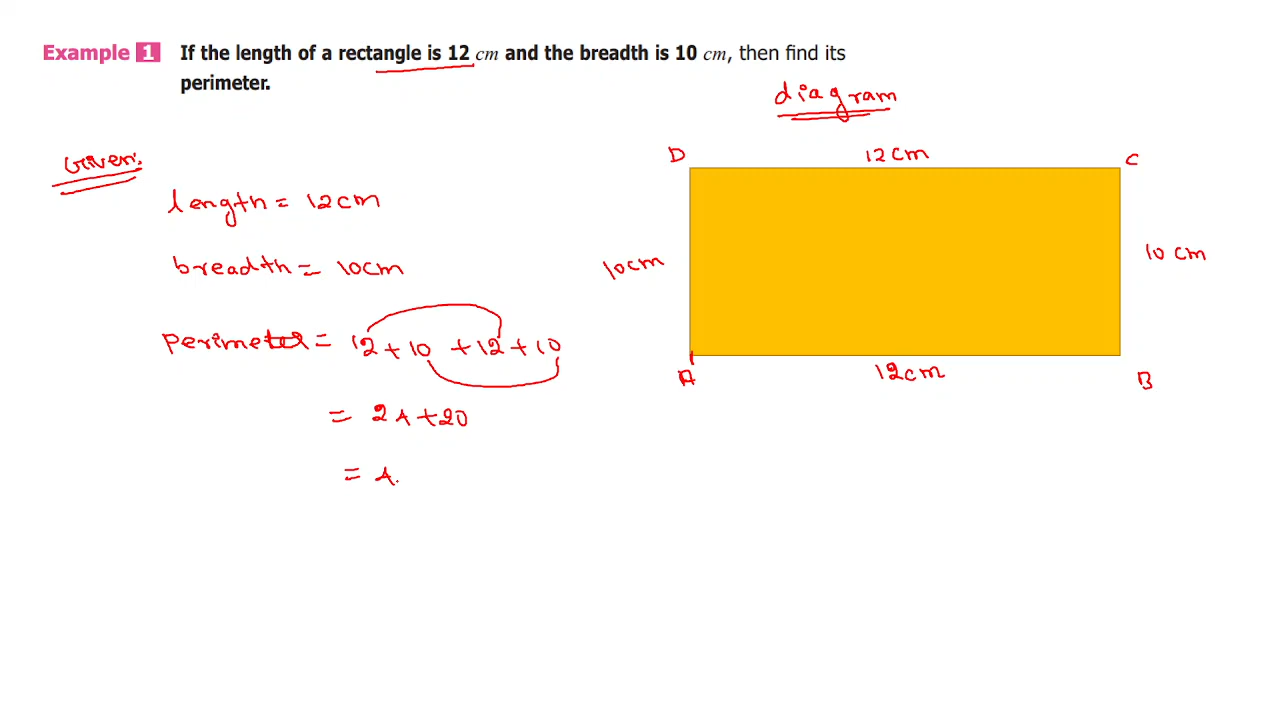 Example 1 If the length of a rectangle is 12 cm and the breadth is 10 cm, then find its
perimeter.
diagram
Given:
length = 12cm
breadth = 10cm
Perimeter = 12 + 10 + 12 + 10
= 24 + 20
= 4
D 12cm C
10cm 10 cm
A 12cm B